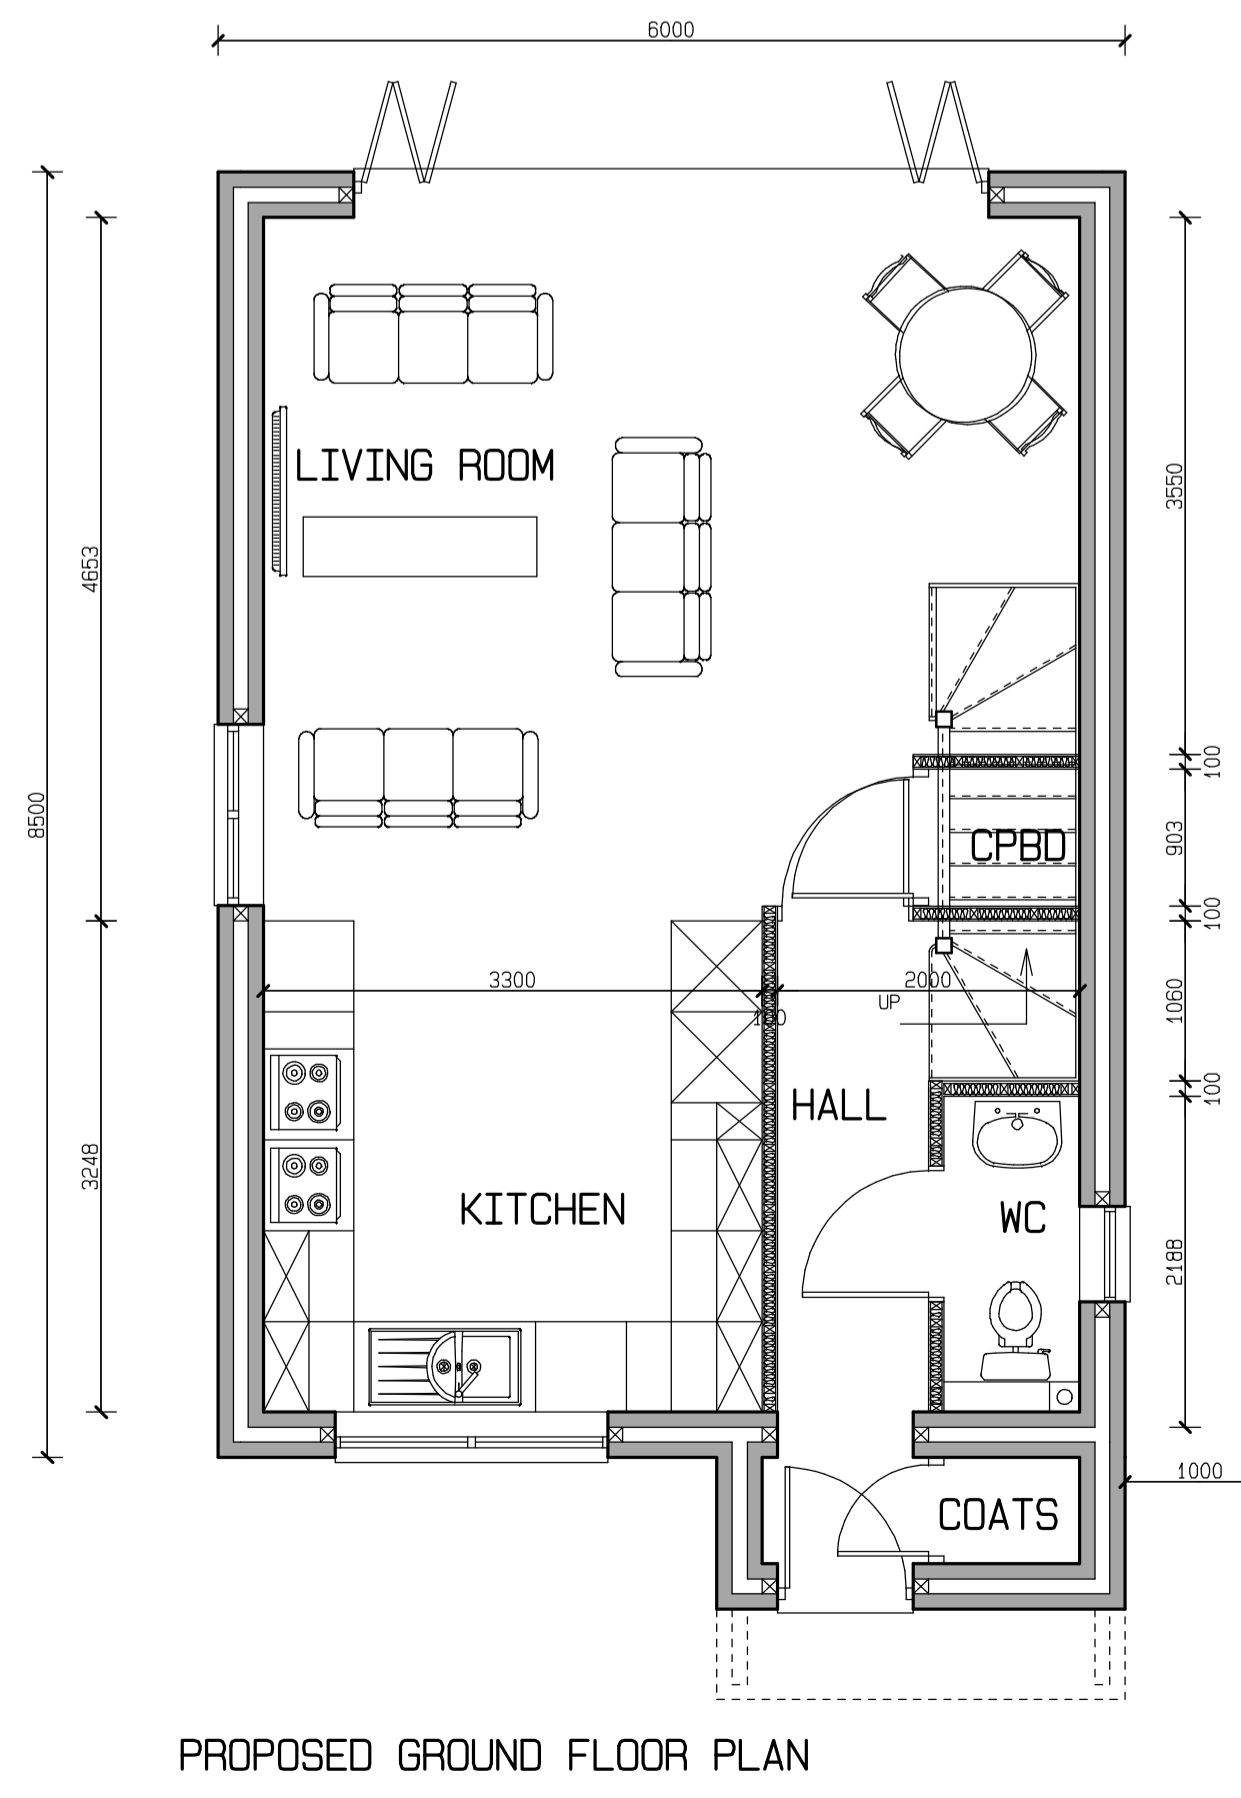 6000
LIVING ROOM
3550
4653
100
8500
903
CPBD
100
3300
2000
UP
100
1060
HALL
100
3248
KITCHEN
WC
2188
1000
COATS
PROPOSED GROUND FLOOR PLAN